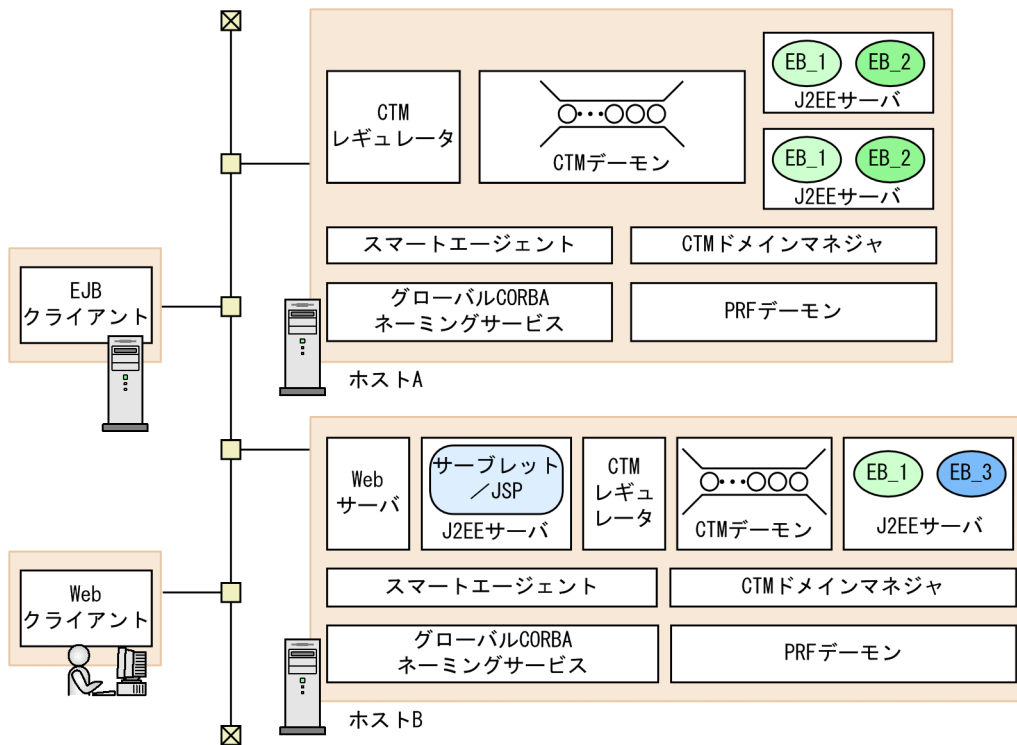 CTM
レギュレータ
CTMデーモン
EB_1
EB_2
J2EEサーバ
EB_1
EB_2
J2EEサーバ
スマートエージェント
CTMドメインマネジャ
グローバルCORBA
ネーミングサービス
PRFデーモン
ホストA
EJB
クライアント
Web
サーバ
サーブレット
／JSP
J2EEサーバ
CTM
レギュ
レータ
CTMデーモン
EB_1
EB_3
J2EEサーバ
スマートエージェント
CTMドメインマネジャ
グローバルCORBA
ネーミングサービス
PRFデーモン
ホストB
Web
クライアント